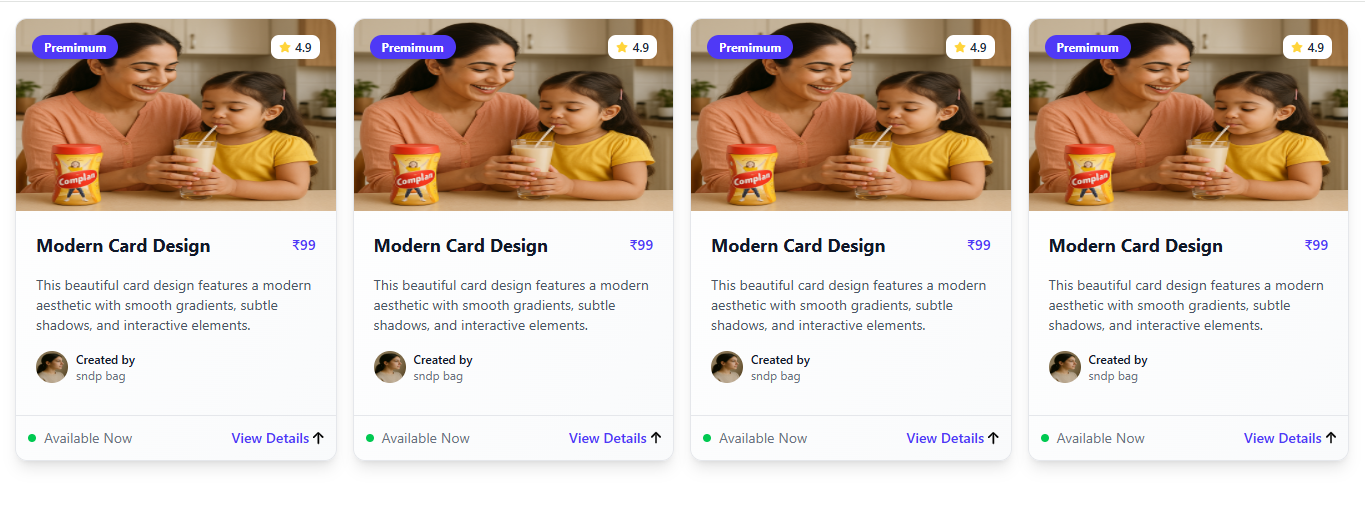 Premimum
4.9
Complan
Modern Card Design
₹99
This beautiful card design features a modern
aesthetic with smooth gradients, subtle
shadows, and interactive elements.
Created by
sndp bag
Available Now
View Details
Premimum
4.9
Complan
Modern Card Design
₹99
This beautiful card design features a modern
aesthetic with smooth gradients, subtle
shadows, and interactive elements.
Created by
sndp bag
Available Now
View Details
Premimum
4.9
Complan
Modern Card Design
₹99
This beautiful card design features a modern
aesthetic with smooth gradients, subtle
shadows, and interactive elements.
Created by
sndp bag
Available Now
View Details
Premimum
4.9
Complan
Modern Card Design
₹99
This beautiful card design features a modern
aesthetic with smooth gradients, subtle
shadows, and interactive elements.
Created by
sndp bag
Available Now
View Details